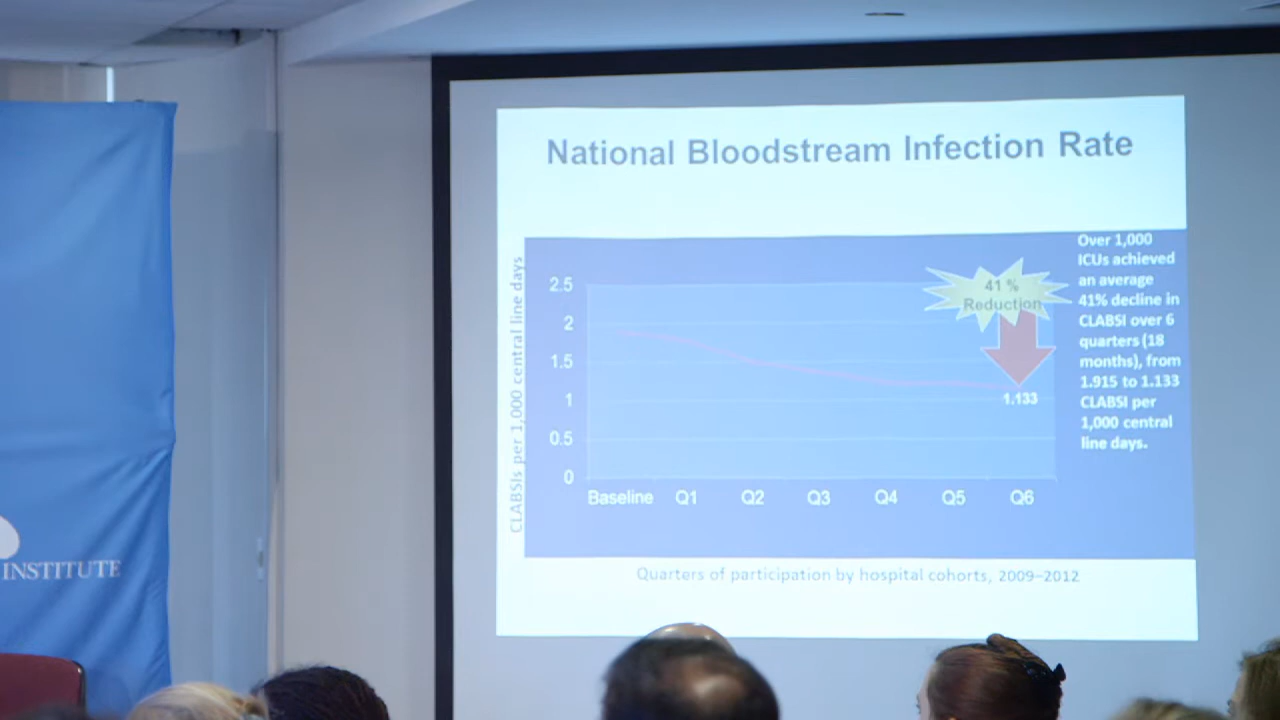 National Bloodstream Infection Rate
CLABSIs per 1,000 central line days
2.5
2
1.5
1
0.5
0
Baseline Q1 Q2 Q3 Q4 Q5 Q6
41 %
Reduction
1.133
Over 1,000
ICUs achieved
an average
41% decline in
CLABSI over 6
quarters (18
months), from
1.915 to 1.133
CLABSI per
1,000 central
line days.
Quarters of participation by hospital cohorts, 2009–2012
INSTITUTE